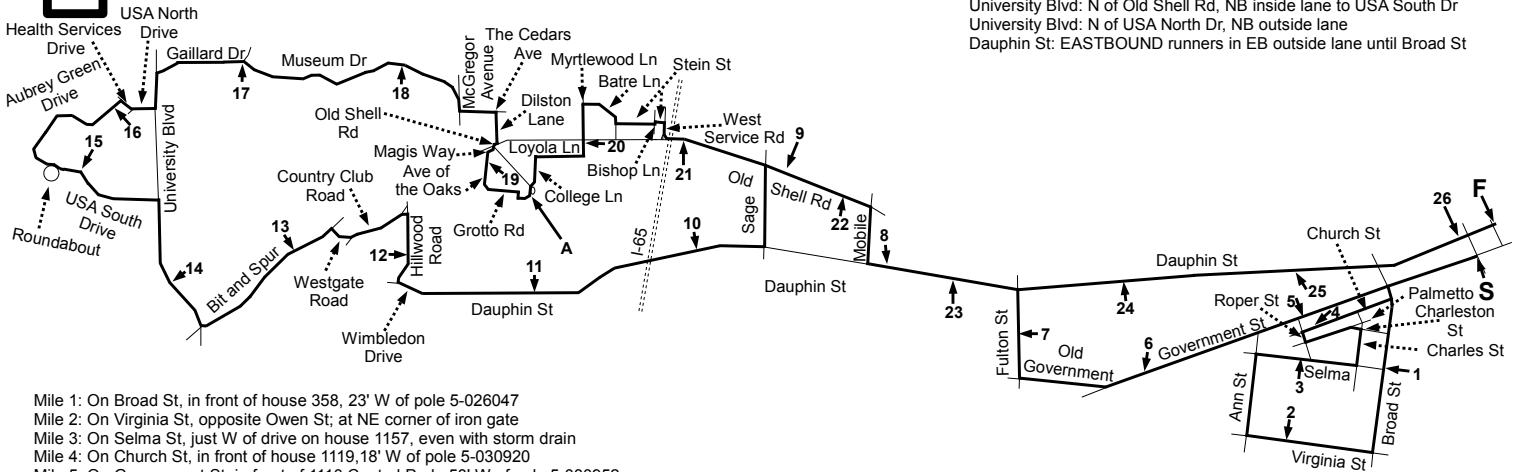 University Blvd: N of Old Shell Rd, NB inside lane to USA South Dr
University Blvd: N of USA North Dr, NB outside lane
Dauphin St: EASTBOUND runners in EB outside lane until Broad St
USA North
Drive
Health Services
Drive
Aubrey Green
Drive
Gaillard Dr
Museum Dr
17
18
16
15
University Blvd
USA South
Drive
Roundabout
14
13
Bit and Spur
Country Club
Road
Westgate
Road
12
Hillwood
Road
Wimbledon
Drive
McGregor
Avenue
The Cedars
Ave
Dilston
Lane
Old Shell
Rd
Magis Way
Ave of
the Oaks
19
Grotto Rd
Loyola Ln
College Ln
A
Myrtlewood Ln
Batre Ln
Stein St
20
Bishop Ln
West
Service Rd
21
I-65
11
Dauphin St
10
Old
Sage
9
Shell Rd
22
Mobile
8
Dauphin St
23
Fulton St
7
Old
Government
6
Government St
24
Dauphin St
25
5
4
Roper St
Church St
26
F
S
Palmetto
Charleston
St
Charles St
1
Selma
3
Ann St
2
Virginia St
Broad St
Mile 1: On Broad St, in front of house 358, 23' W of pole 5-026047
Mile 2: On Virginia St, opposite Owen St; at NE corner of iron gate
Mile 3: On Selma St, just W of drive on house 1157, even with storm drain
Mile 4: On Church St, in front of house 1119,18' W of pole 5-030920